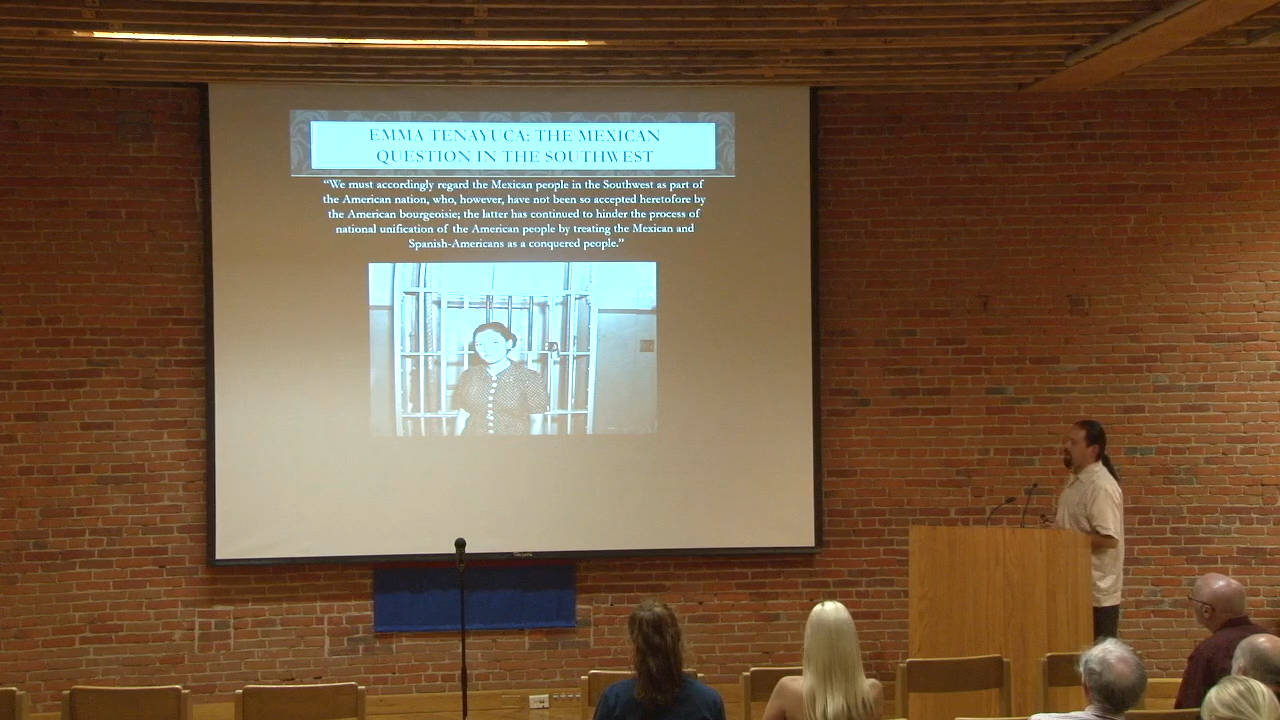 EMMA TENAYUCA: THE MEXICAN
QUESTION IN THE SOUTHWEST
“We must accordingly regard the Mexican people in the Southwest as part of
the American nation, who, however, have not been so accepted heretofore by
the American bourgeoisie; the latter has continued to hinder the process of
national unification of the American people by treating the Mexican and
Spanish-Americans as a conquered people.”